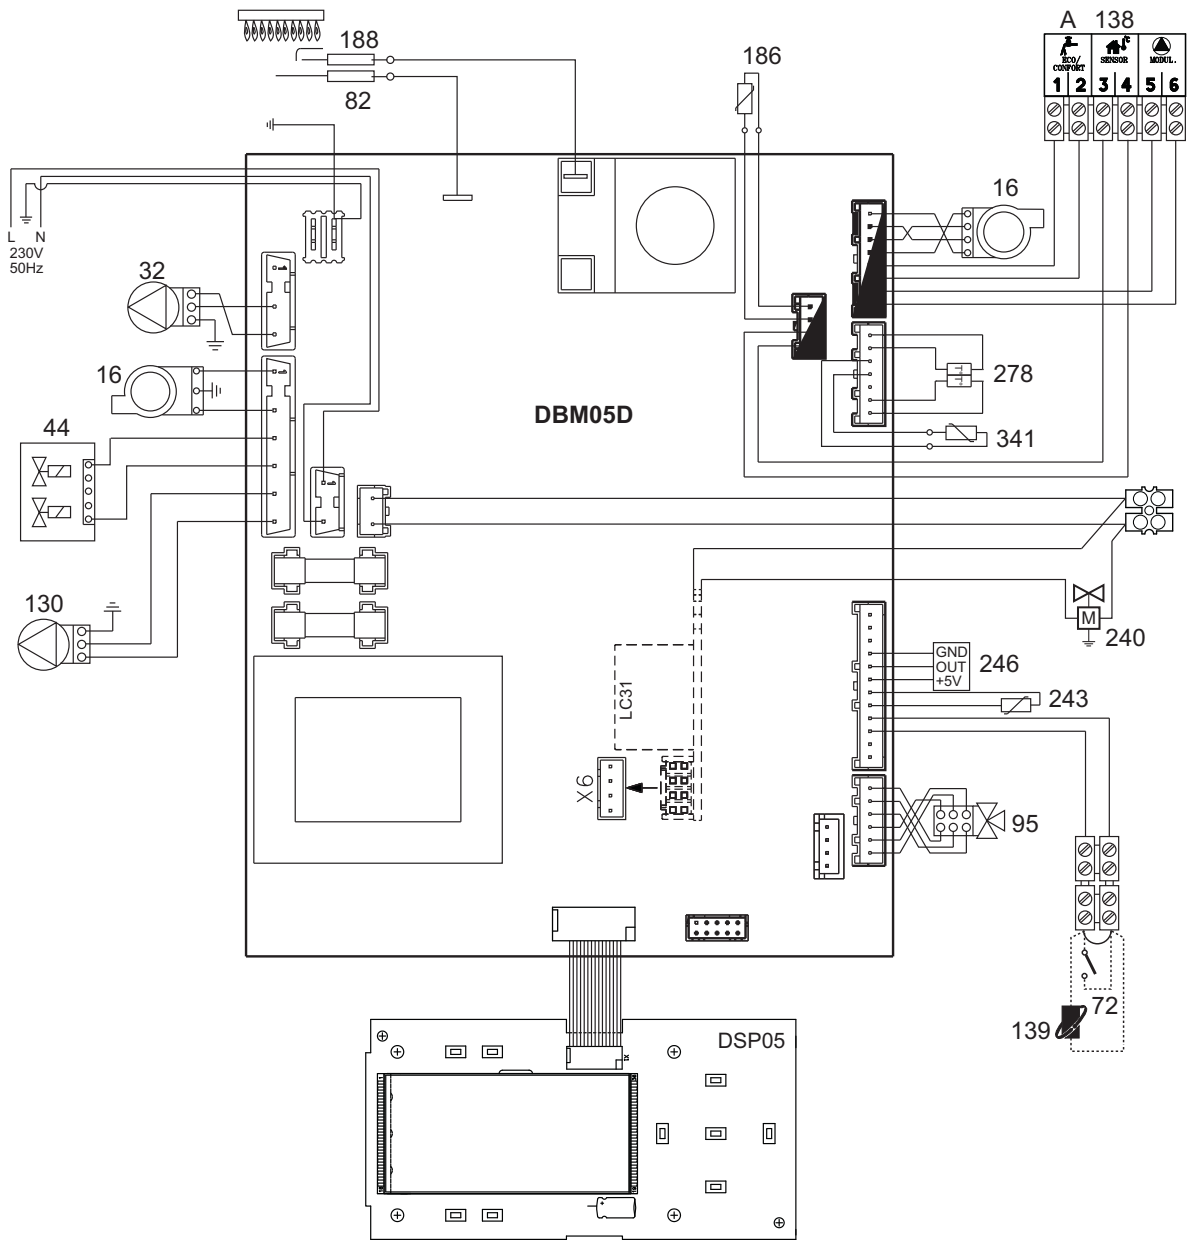 188
82
186
A 138
°C
ECO/
CONFORT
SENSOR
MODUL.
1 2 3 4 5 6
16
L N
230V
50Hz
32
16
44
DBM05D
278
341
130
M
240
GND
OUT
+5V
246
243
LC31
X6
95
72
139
DSP05
X1